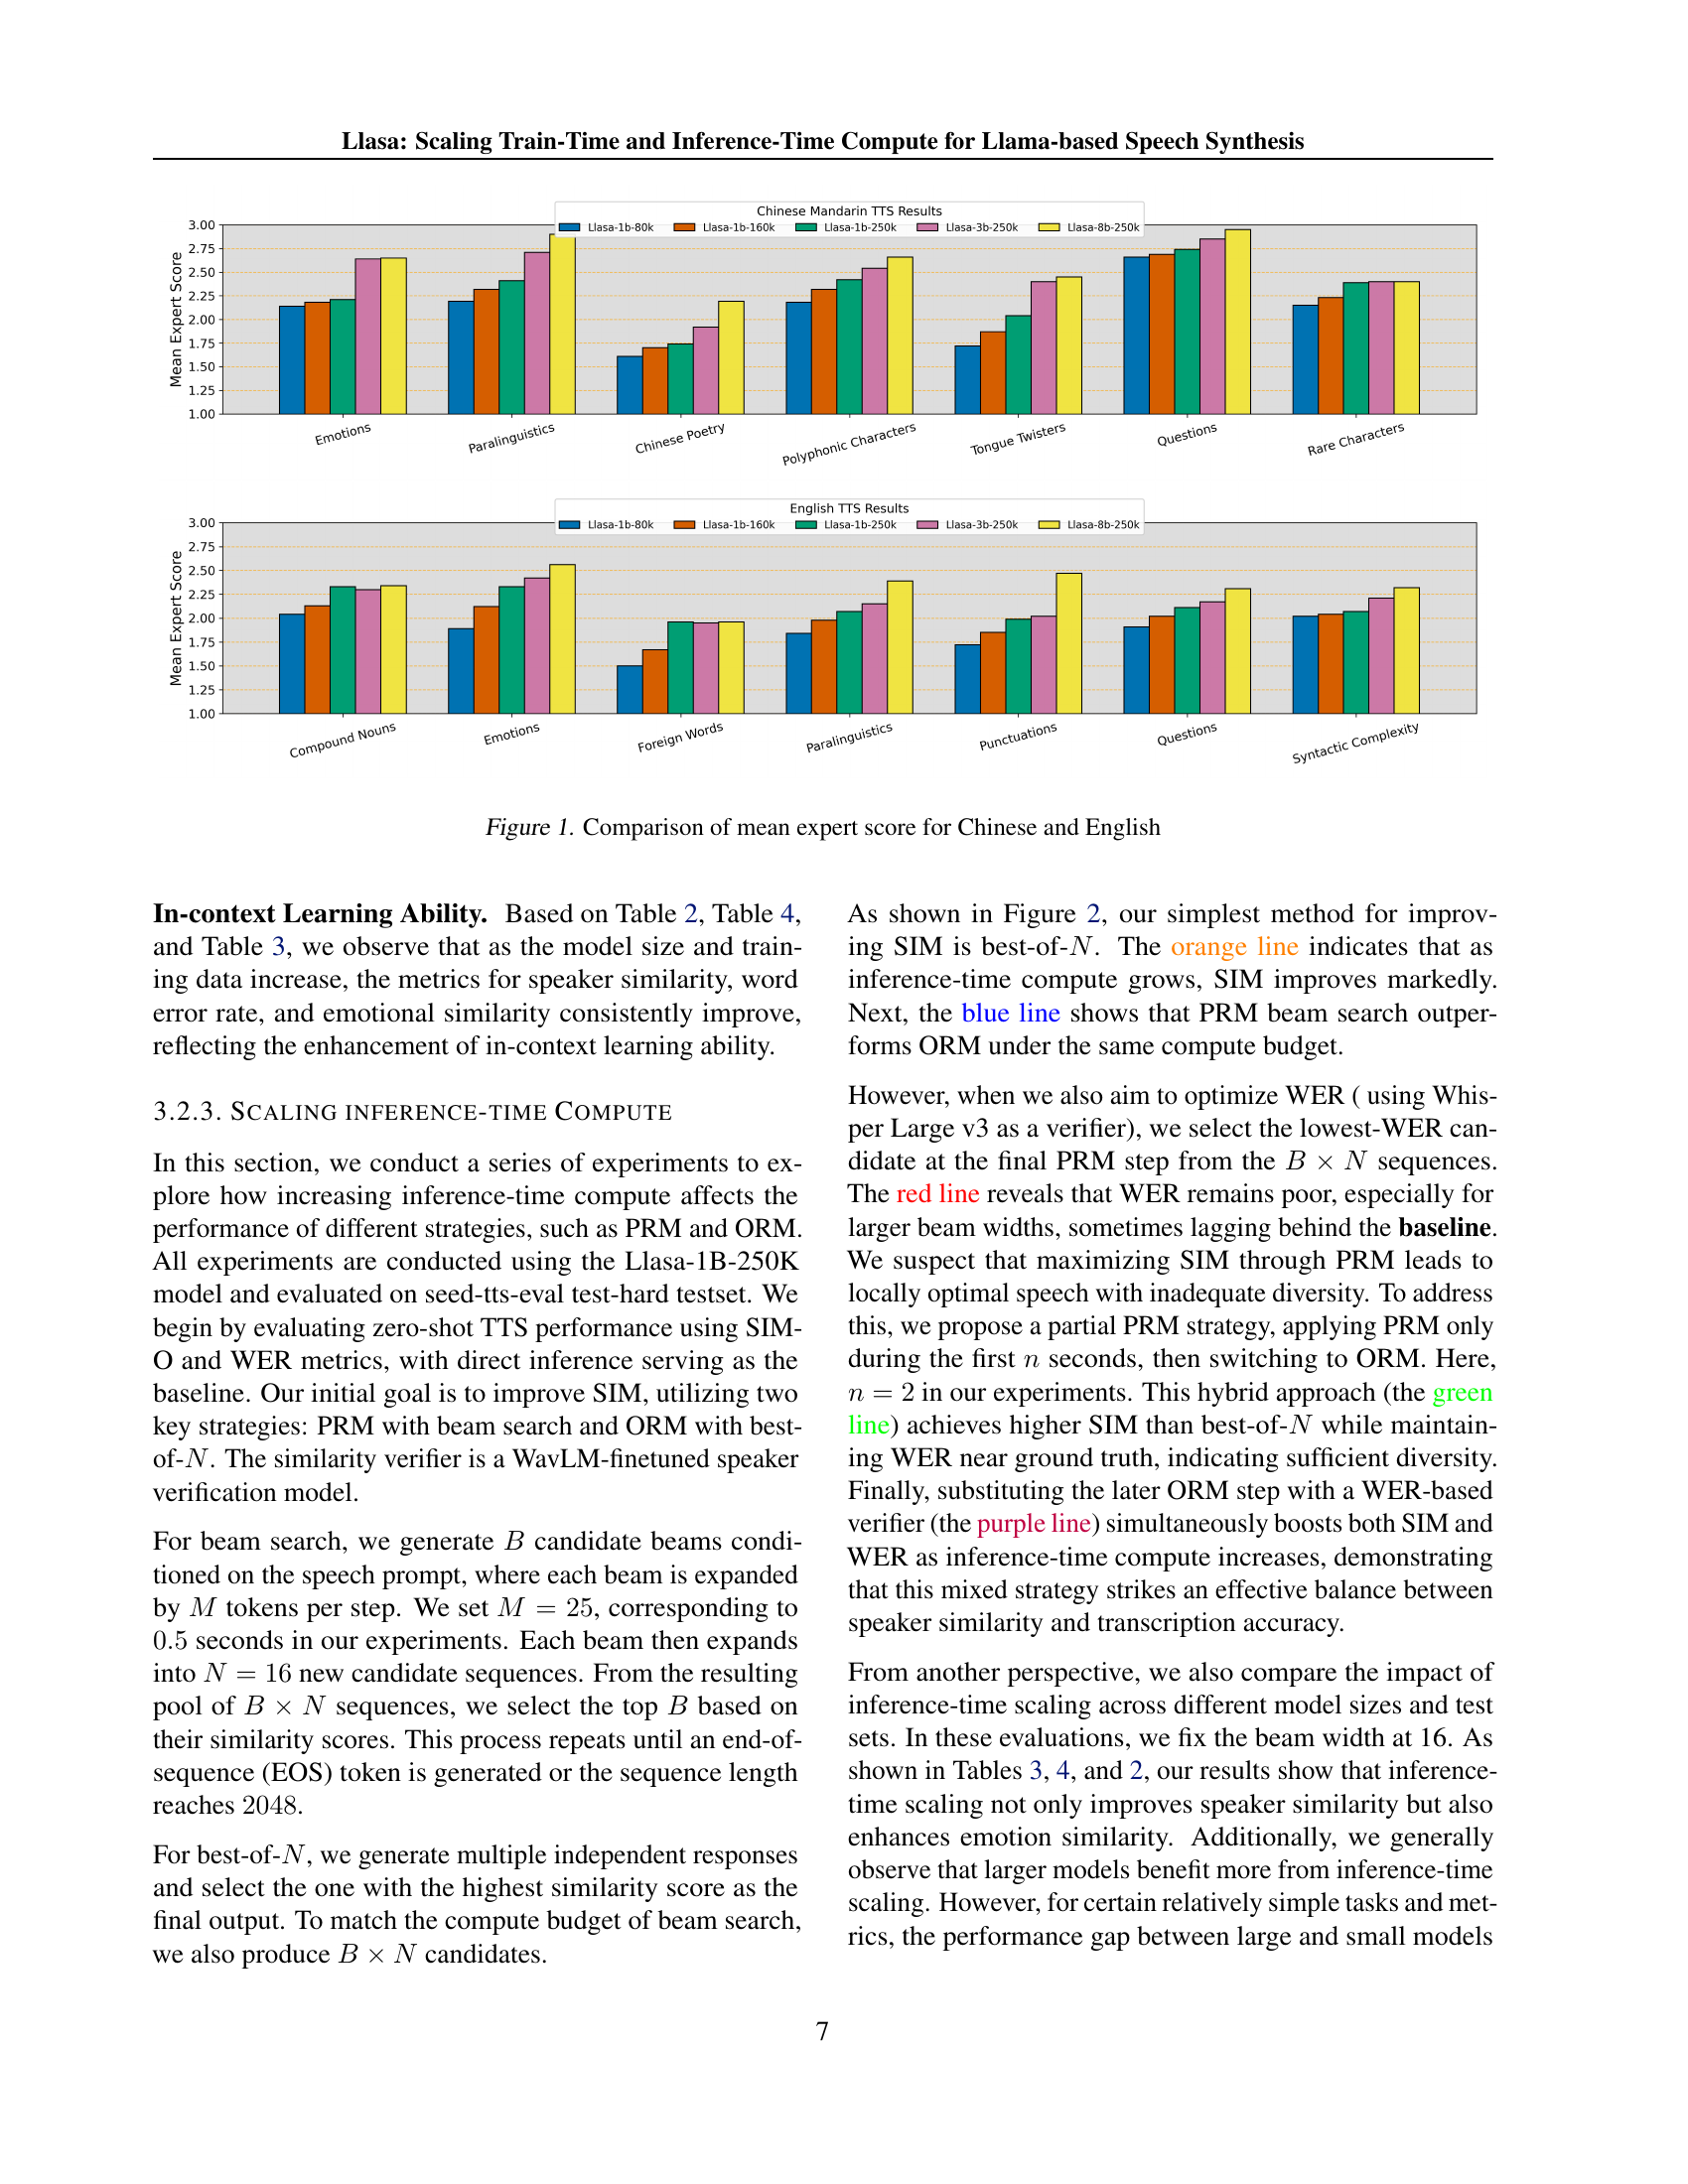 Llasa: Scaling Train-Time and Inference-Time Compute for Llama-based Speech Synthesis
Chinese Mandarin TTS Results
Llasa-1b-80k Llasa-1b-160k Llasa-1b-250k Llasa-3b-250k Llasa-8b-250k
Mean Expert Score
3.00
2.75
2.50
2.25
2.00
1.75
1.50
1.25
1.00
Emotions Paralinguistics Chinese Poetry Polyphonic Characters Tongue Twisters Questions Rare Characters
English TTS Results
Llasa-1b-80k Llasa-1b-160k Llasa-1b-250k Llasa-3b-250k Llasa-8b-250k
Mean Expert Score
3.00
2.75
2.50
2.25
2.00
1.75
1.50
1.25
1.00
Compound Nouns Emotions Foreign Words Paralinguistics Punctuations Questions Syntactic Complexity
Figure 1. Comparison of mean expert score for Chinese and English
In-context Learning Ability. Based on Table 2, Table 4,
and Table 3, we observe that as the model size and train-
ing data increase, the metrics for speaker similarity, word
error rate, and emotional similarity consistently improve,
reflecting the enhancement of in-context learning ability.
3.2.3. SCALING INFERENCE-TIME COMPUTE
In this section, we conduct a series of experiments to ex-
plore how increasing inference-time compute affects the
performance of different strategies, such as PRM and ORM.
All experiments are conducted using the Llasa-1B-250K
model and evaluated on seed-tts-eval test-hard testset. We
begin by evaluating zero-shot TTS performance using SIM-
O and WER metrics, with direct inference serving as the
baseline. Our initial goal is to improve SIM, utilizing two
key strategies: PRM with beam search and ORM with best-
of-N. The similarity verifier is a WavLM-finetuned speaker
verification model.
For beam search, we generate B candidate beams condi-
tioned on the speech prompt, where each beam is expanded
by M tokens per step. We set M = 25, corresponding to
0.5 seconds in our experiments. Each beam then expands
into N = 16 new candidate sequences. From the resulting
pool of B × N sequences, we select the top B based on
their similarity scores. This process repeats until an end-of-
sequence (EOS) token is generated or the sequence length
reaches 2048.
For best-of-N, we generate multiple independent responses
and select the one with the highest similarity score as the
final output. To match the compute budget of beam search,
we also produce B × N candidates.
As shown in Figure 2, our simplest method for improv-
ing SIM is best-of-N. The orange line indicates that as
inference-time compute grows, SIM improves markedly.
Next, the blue line shows that PRM beam search outper-
forms ORM under the same compute budget.
However, when we also aim to optimize WER ( using Whis-
per Large v3 as a verifier), we select the lowest-WER can-
didate at the final PRM step from the B × N sequences.
The red line reveals that WER remains poor, especially for
larger beam widths, sometimes lagging behind the baseline.
We suspect that maximizing SIM through PRM leads to
locally optimal speech with inadequate diversity. To address
this, we propose a partial PRM strategy, applying PRM only
during the first n seconds, then switching to ORM. Here,
n = 2 in our experiments. This hybrid approach (the green
line) achieves higher SIM than best-of-N while maintain-
ing WER near ground truth, indicating sufficient diversity.
Finally, substituting the later ORM step with a WER-based
verifier (the purple line) simultaneously boosts both SIM and
WER as inference-time compute increases, demonstrating
that this mixed strategy strikes an effective balance between
speaker similarity and transcription accuracy.
From another perspective, we also compare the impact of
inference-time scaling across different model sizes and test
sets. In these evaluations, we fix the beam width at 16. As
shown in Tables 3, 4, and 2, our results show that inference-
time scaling not only improves speaker similarity but also
enhances emotion similarity. Additionally, we generally
observe that larger models benefit more from inference-time
scaling. However, for certain relatively simple tasks and met-
rics, the performance gap between large and small models
7